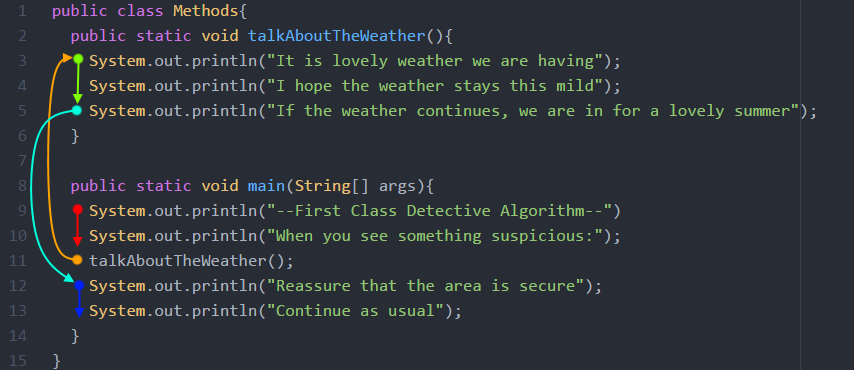 1 public class Methods{
2 public static void talkAboutTheWeather(){
3 System.out.println("It is lovely weather we are having");
4 System.out.println("I hope the weather stays this mild");
5 System.out.println("If the weather continues, we are in for a lovely summer");
6 }
7
8 public static void main(String[] args){
9 System.out.println("--First Class Detective Algorithm--")
10 System.out.println("When you see something suspicious:");
11 talkAboutTheWeather();
12 System.out.println("Reassure that the area is secure");
13 System.out.println("Continue as usual");
14 }
15 }